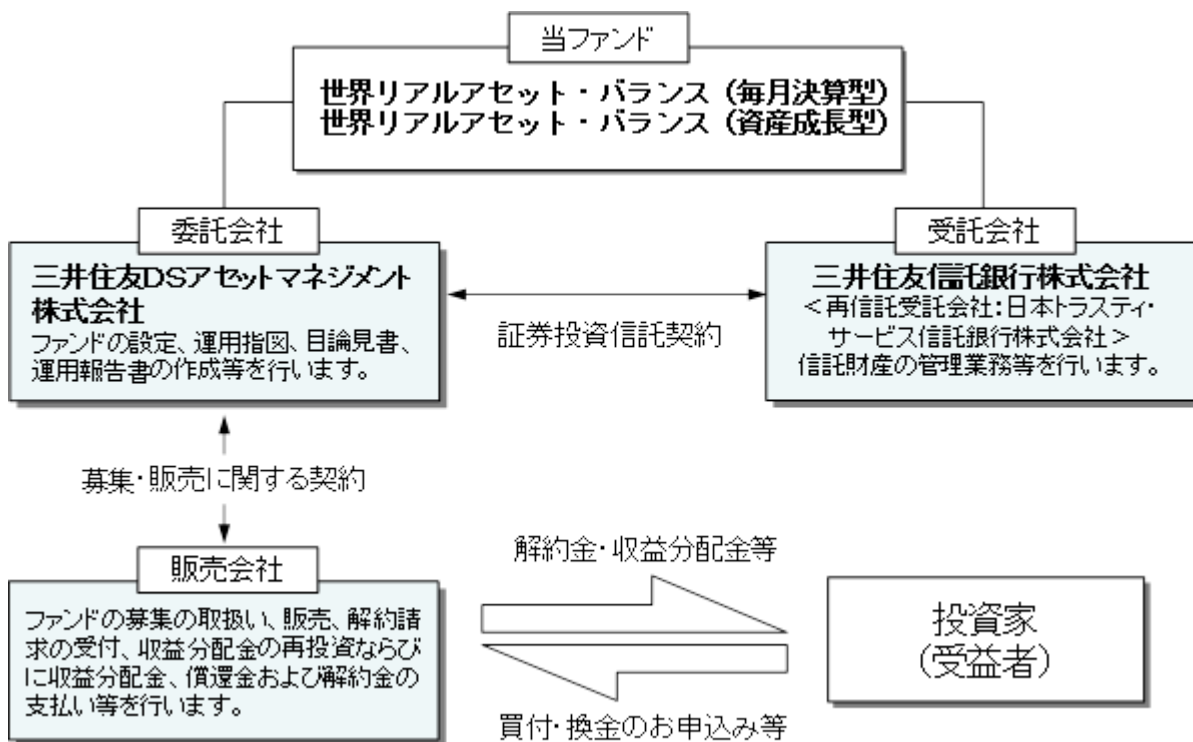 当ファンド
世界リアルアセット・バランス（毎月決算型）
世界リアルアセット・バランス（資産成長型）
委託会社
三井住友DSアセットマネジメント
株式会社
ファンドの設定、運用指図、目論見書、
運用報告書の作成等を行います。
証券投資信託契約
受託会社
三井住友信託銀行株式会社
＜再信託受託会社：日本トラスティ・
サービス信託銀行株式会社＞
信託財産の管理業務等を行います。
募集・販売に関する契約
販売会社
ファンドの募集の取扱い、販売、解約請
求の受付、収益分配金の再投資ならび
に収益分配金、償還金および解約金の
支払い等を行います。
解約金・収益分配金等
買付・換金のお申込み等
投資家
（受益者）